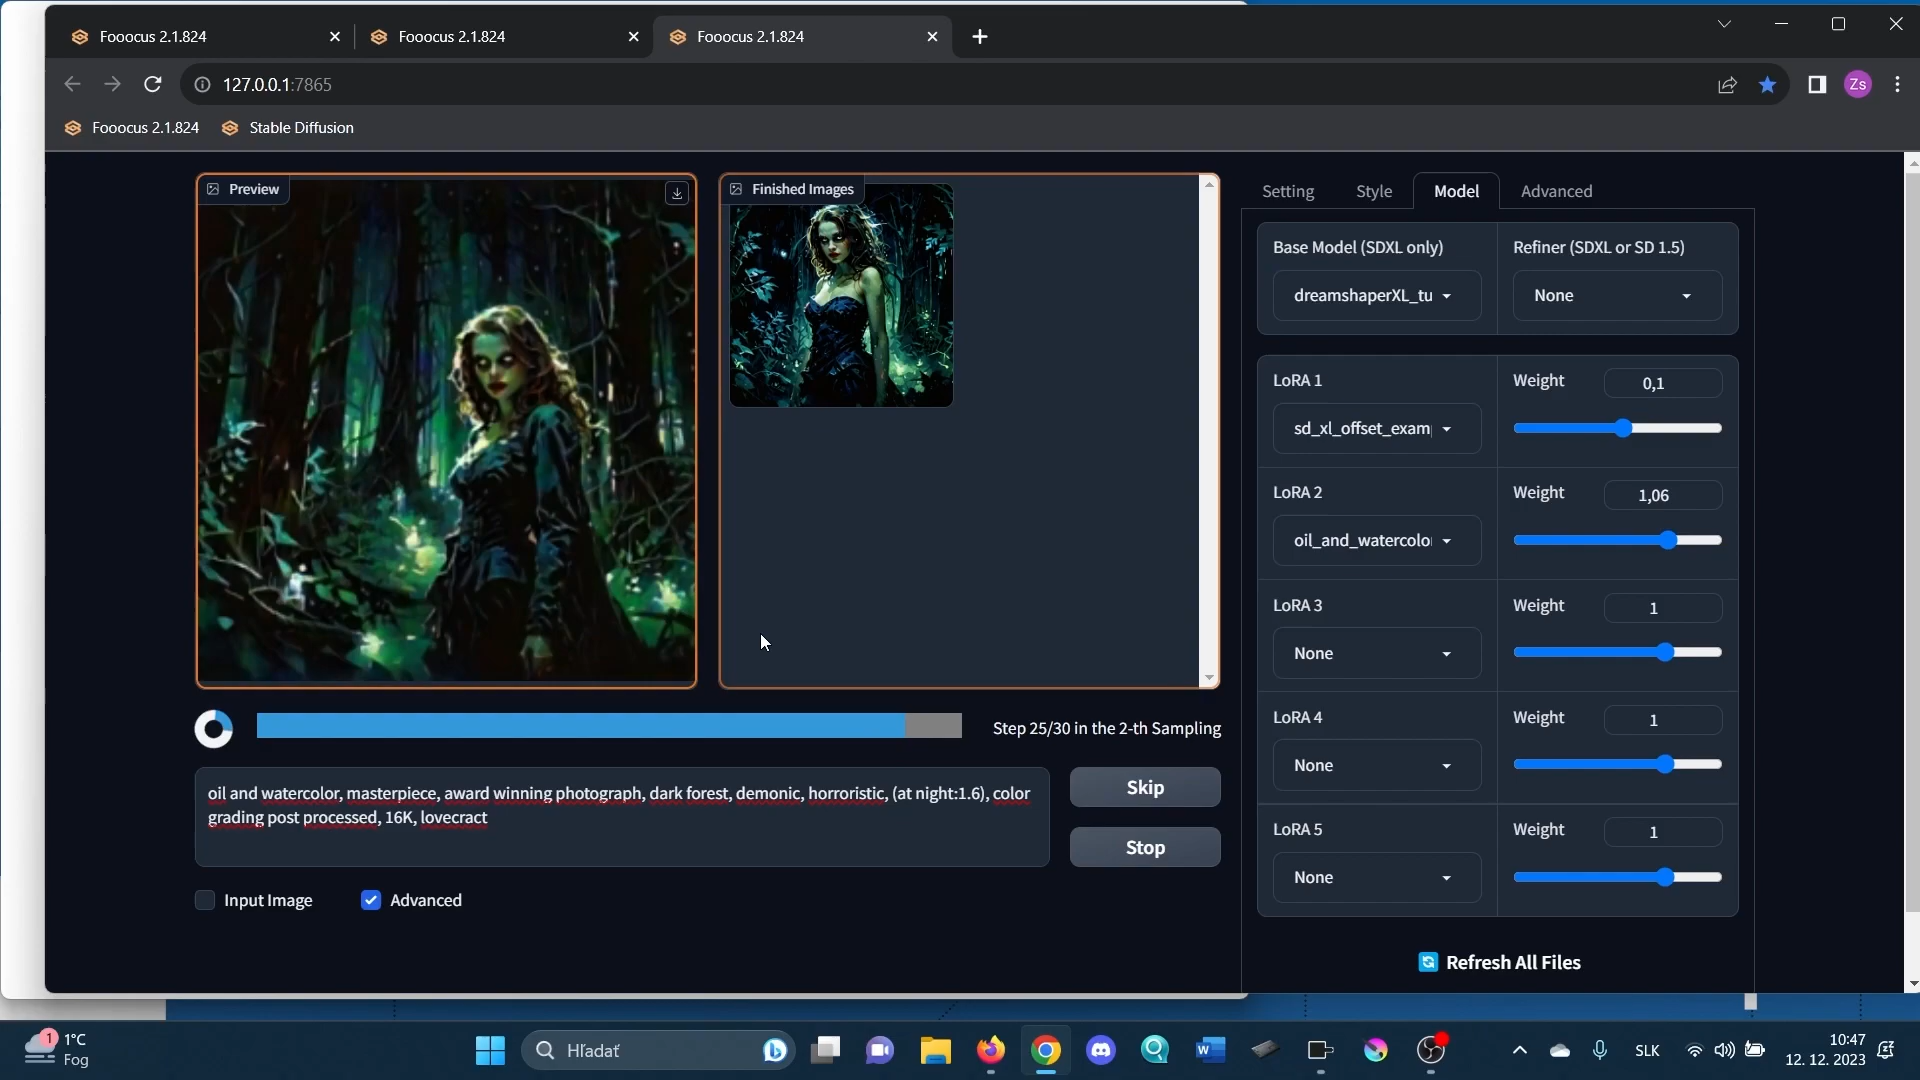 Fooocus 2.1.824
Fooocus 2.1.824
Fooocus 2.1.824
127.0.0.1:7865
Zs
Fooocus 2.1.824
Stable Diffusion
Preview
Finished Images
Setting
Style
Model
Advanced
Base Model (SDXL only)
Refiner (SDXL or SD 1.5)
dreamshaperXL_tu
None
LoRA 1
Weight
0,1
sd_xl_offset_exam
LoRA 2
Weight
1,06
oil_and_watercolo
LoRA 3
Weight
1
None
LoRA 4
Weight
1
None
LoRA 5
Weight
1
None
Refresh All Files
Step 25/30 in the 2-th Sampling
oil and watercolor, masterpiece, award winning photograph, dark forest, demonic, horroristic, (at night:1.6), color
grading post processed, 16K, lovecract
Skip
Stop
Input Image
Advanced
1
1°C
Fog
Hľadať
SLK
10:47
12. 12. 2023